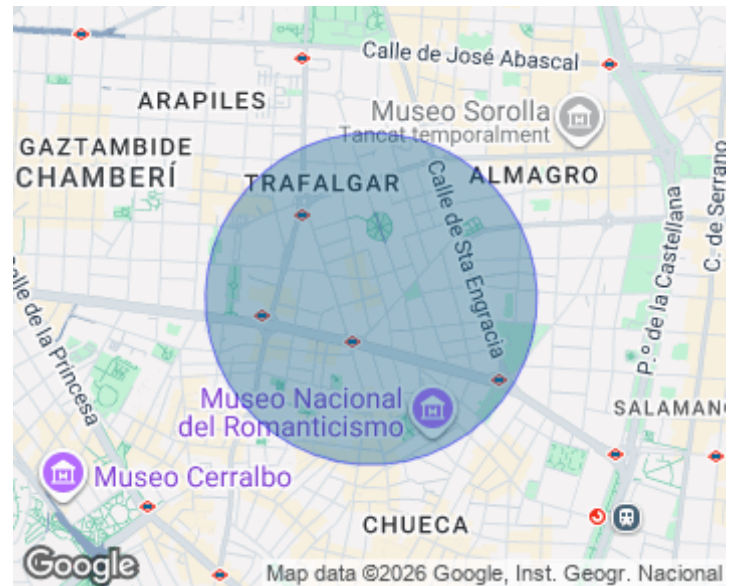 Calle de José Abascal
ARAPILES
Museo Sorolla
Tancat temporalment
GAZTAMBIDE
CHAMBERÍ
TRAFALGAR
ALMAGRO
Calle de Sta Engracia
C. de Serrano
P.º de la Castellana
Calle de la Princesa
Museo Nacional
del Romanticismo
SALAMAN
Museo Cerralbo
CHUECA
Google
Map data ©2026 Google, Inst. Geogr. Nacional